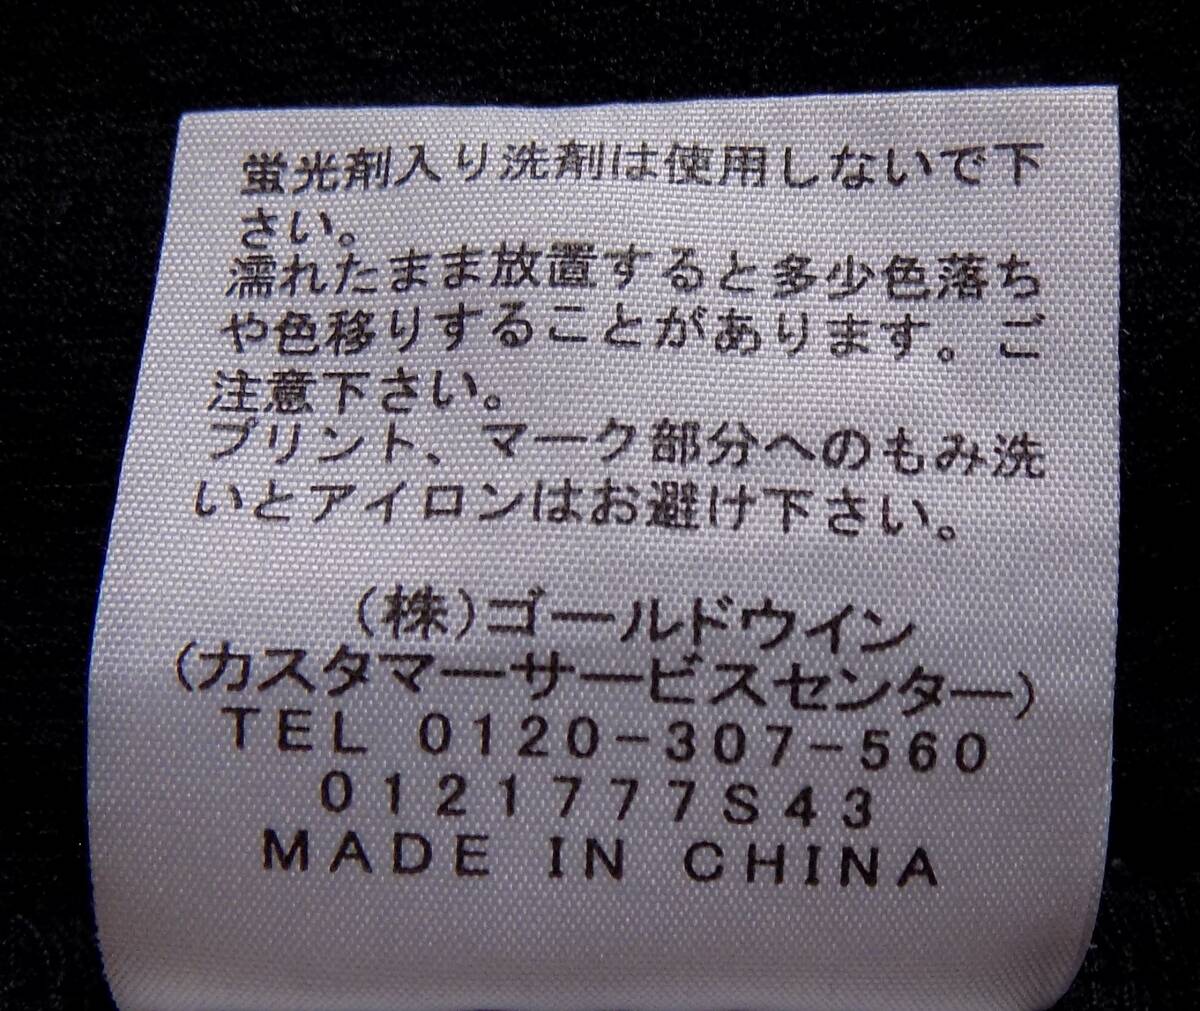 蛍光剤入り洗剤は使用しないで下
さい。
濡れたまま放置すると多少色落ち
や色移りすることがあります。ご
注意下さい。
プリント、マーク部分へのもみ洗
いとアイロンはお避け下さい。
(株)ゴールドウイン
(カスタマーサービスセンター)
TEL 0120-307-560
0121777S43
MADE IN CHINA